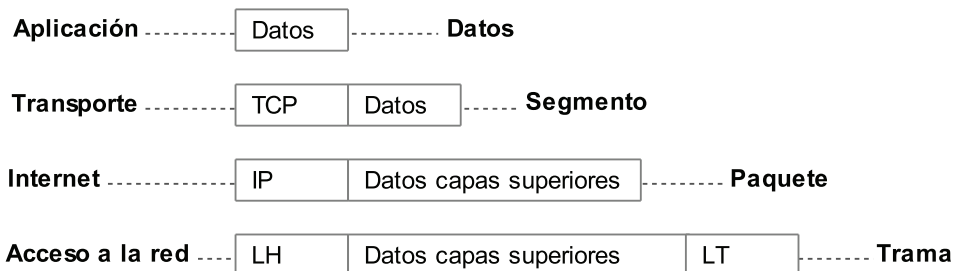 Aplicación Datos Datos
Transporte TCP Datos Segmento
Internet IP Datos capas superiores Paquete
Acceso a la red LH Datos capas superiores LT Trama